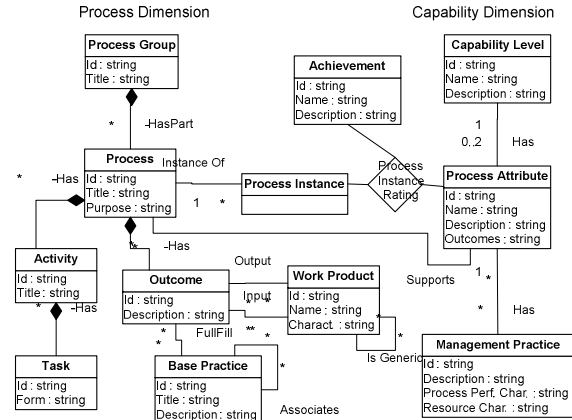 Process Dimension
Capability Dimension
Process Group
Id : string
Title : string
Achievement
Id : string
Name : string
Description : string
Capability Level
Id : string
Name : string
Description : string
*
-HasPart
1
0..2
Has
Process
Id : string
Title : string
Purpose : string
Instance Of
1
*
Process Instance
Process
Instance
Rating
Process Attribute
Id : string
Name : string
Description : string
Outcomes : string
*
-Has
**
-Has
Activity
Id : string
Title : string
*
-Has
Task
Id : string
Form : string
Outcome
Id : string
Description : string
Output
Input
* *
**
*
FullFill
*
*
Work Product
Id : string
Name : string
Charact. : string
*
*
Is Generic
Supports
1
*
*
Has
Base Practice
Id : string
Title : string
Description : string
*
Associates
Management Practice
Id : string
Description : string
Process Perf. Char. : string
Resource Char. : string